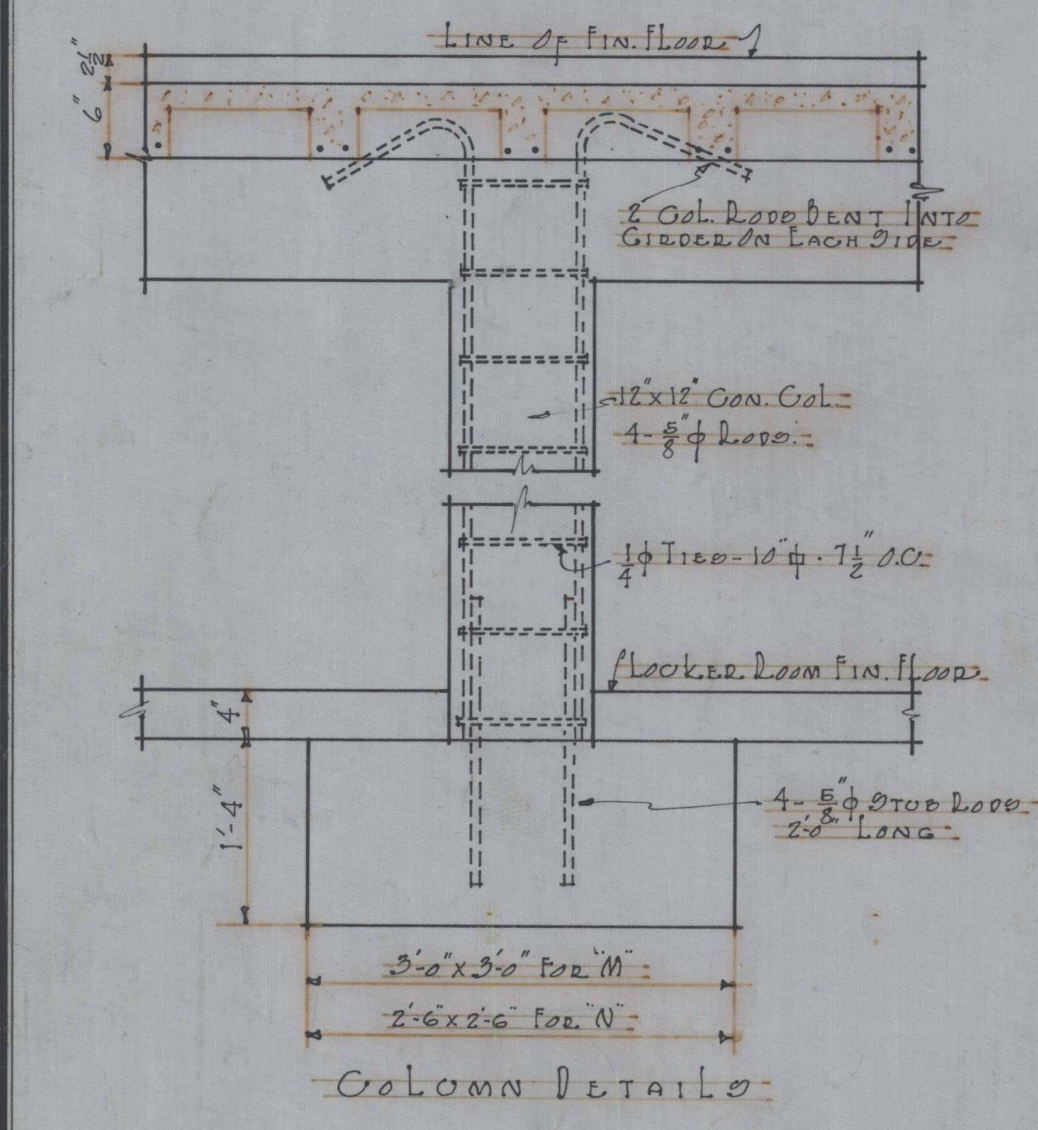 LINE OF FIN. FLOOR
2½"
6"
2 COL. RODS BENT INTO
GIRDER ON EACH SIDE
12"x12" CON. COL.
4-⅝"ϕ RODS.
¼ϕ TIES-10"⌽·7½" O.C.
LOCKER ROOM FIN. FLOOR
4"
1'-4"
4-⅝"ϕ STUB RODS
2'-0" LONG
3'-0"x3'-0" FOR "M"
2'-6"x2'-6" FOR "N"
COLUMN DETAILS